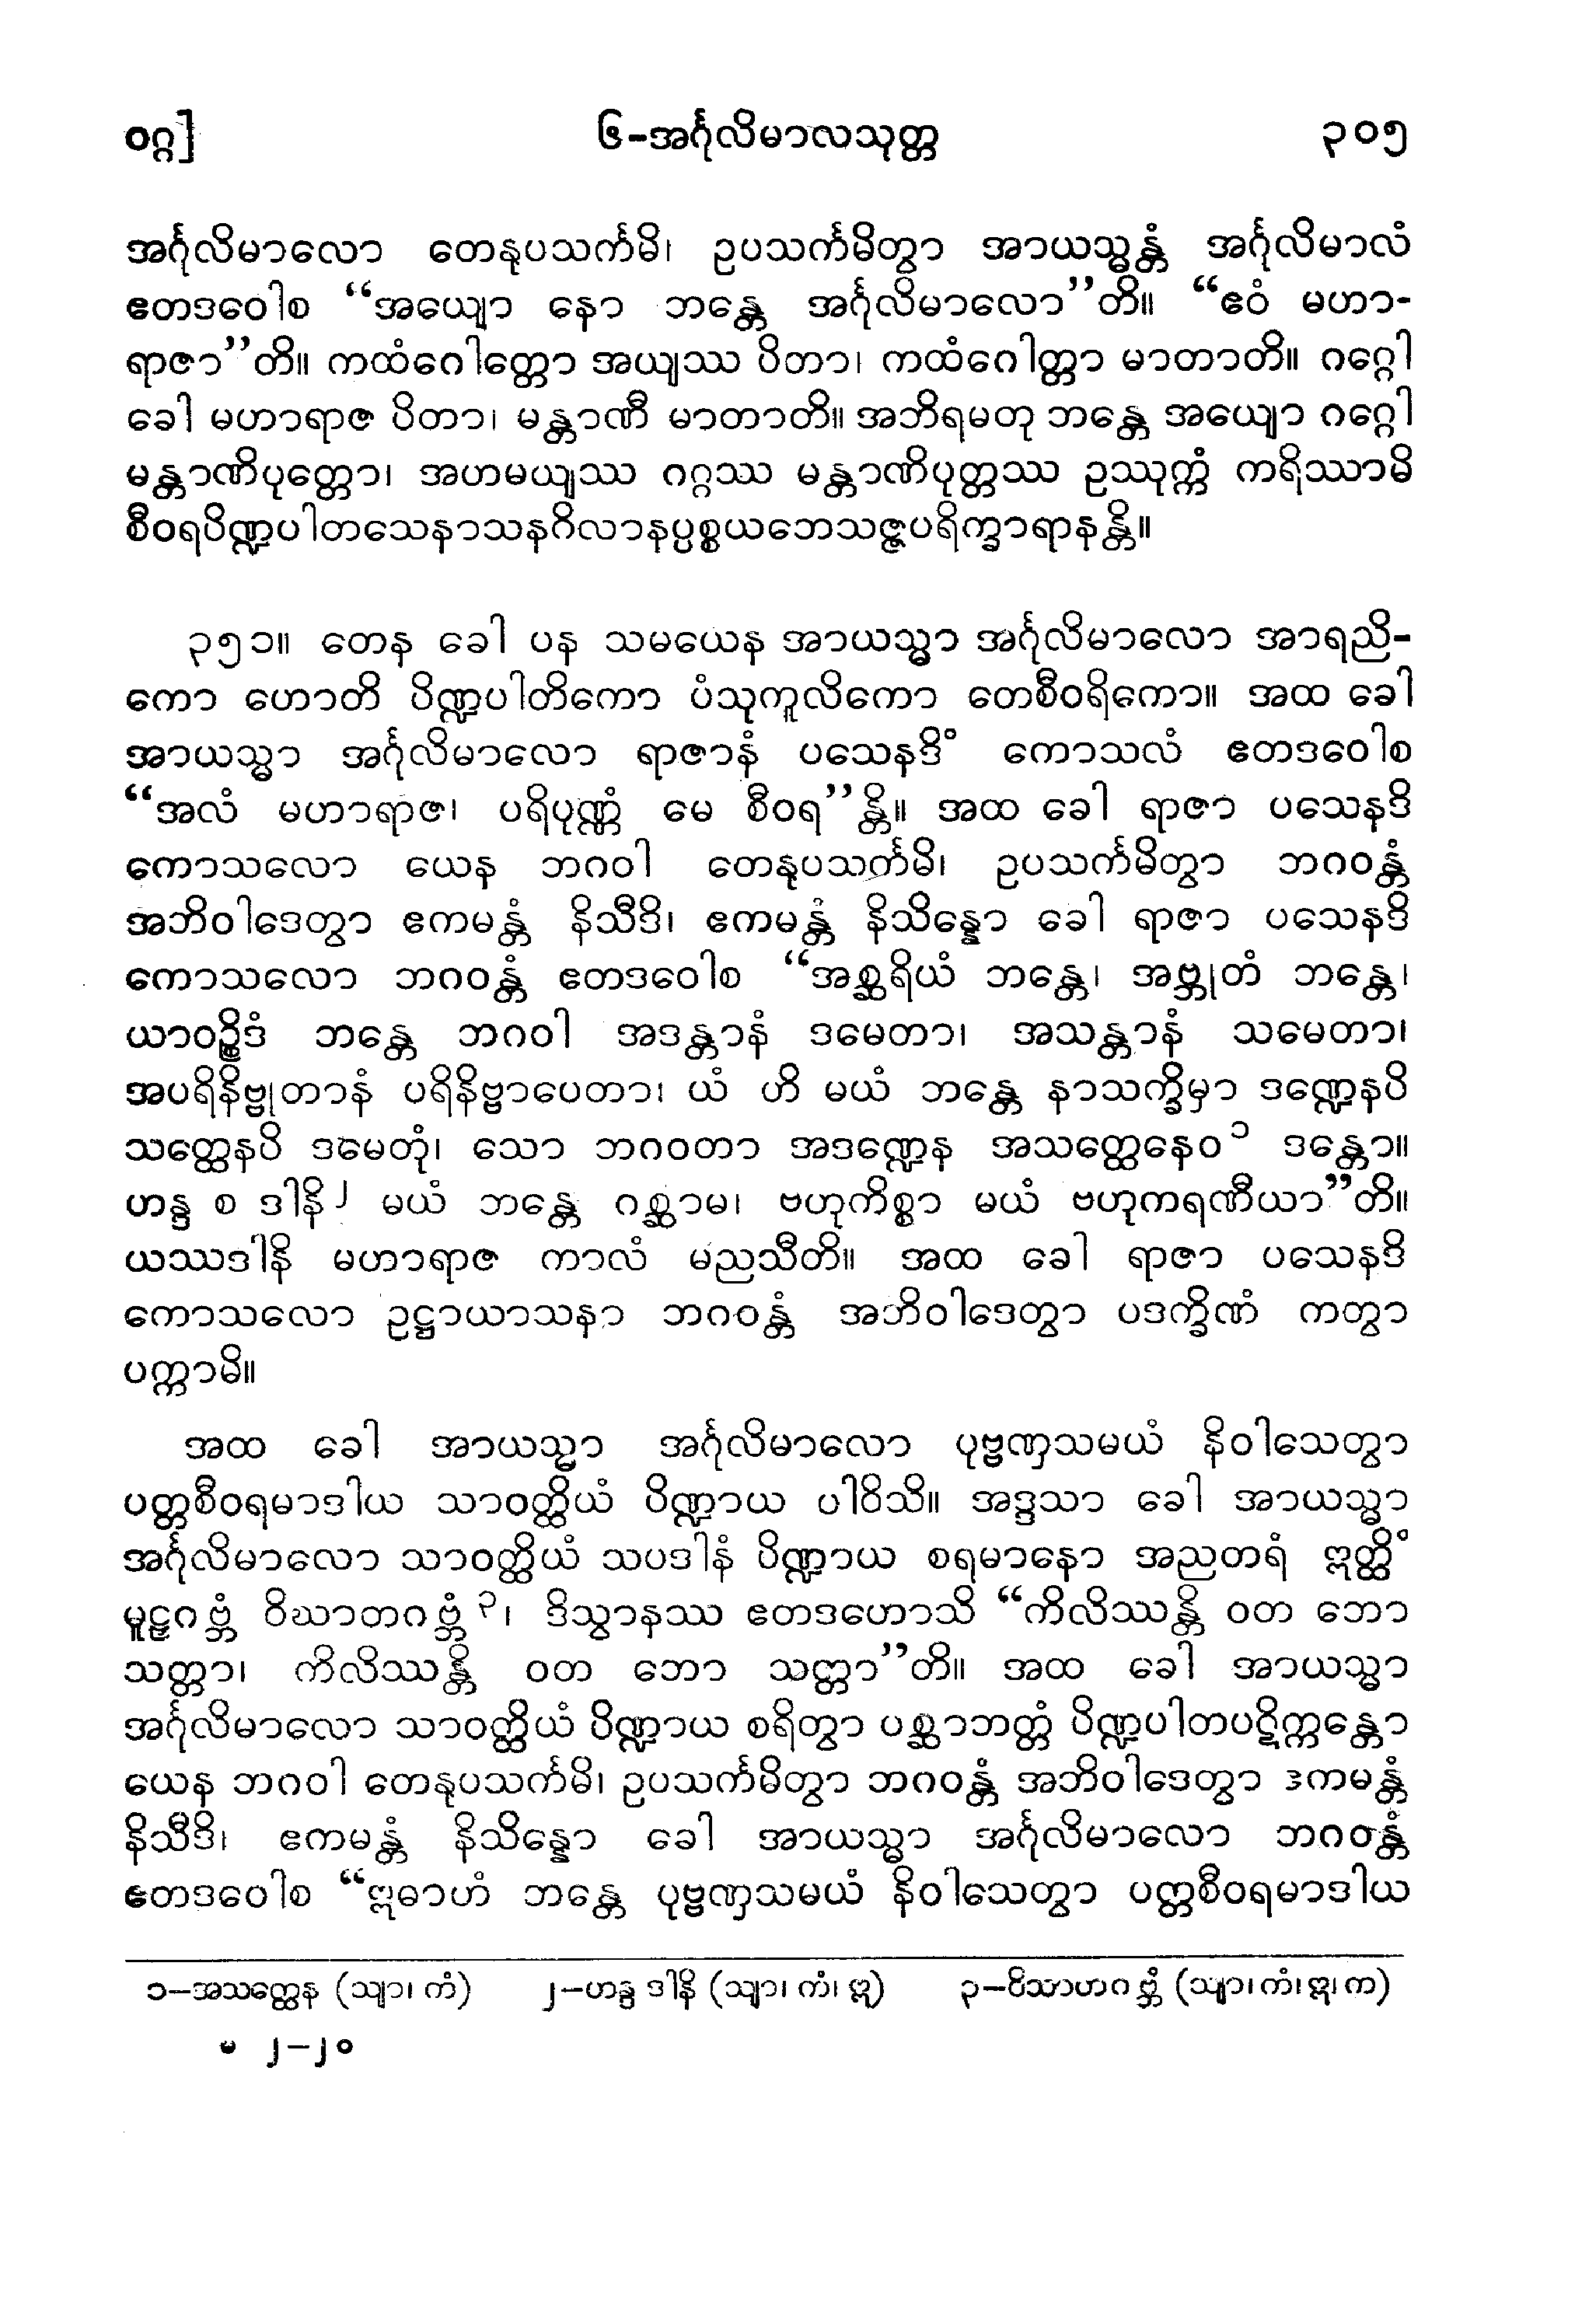 ဝဂ္ဂ] ၆-အင်္ဂုလိမာလသုတ္တ ၃၀၅
အင်္ဂုလိမာလော တေနုပသင်္ကမိ၊ ဥပသင်္ကမိတွာ အာယသ္မန္တံ အင်္ဂုလိမာလံ
ဧတဒဝေါစ “အယျော နော ဘန္တေ အင်္ဂုလိမာလော”တိ။ “ဧဝံ မဟာ-
ရာဇာ”တိ။ ကထံဂေါတ္တော အယျဿ ပိတာ၊ ကထံဂေါတ္တာ မာတာတိ။ ဂဂ္ဂေါ
ခေါ မဟာရာဇ ပိတာ၊ မန္တာဏီ မာတာတိ။ အဘိရမတု ဘန္တေ အယျော ဂဂ္ဂေါ
မန္တာဏိပုတ္တော၊ အဟမယျဿ ဂဂ္ဂဿ မန္တာဏိပုတ္တဿ ဥဿုက္ကံ ကရိဿာမိ
စီဝရပိဏ္ဍပါတသေနာသနဂိလာနပ္ပစ္စယဘေသဇ္ဇပရိက္ခာရာနန္တိ။
၃၅၁။ တေန ခေါ ပန သမယေန အာယသ္မာ အင်္ဂုလိမာလော အာရညိ-
ကော ဟောတိ ပိဏ္ဍပါတိကော ပံသုကူလိကော တေစီဝရိကော။ အထ ခေါ
အာယသ္မာ အင်္ဂုလိမာလော ရာဇာနံ ပသေနဒိံ ကောသလံ ဧတဒဝေါစ
“အလံ မဟာရာဇ၊ ပရိပုဏ္ဏံ မေ စီဝရ”န္တိ။ အထ ခေါ ရာဇာ ပသေနဒိ
ကောသလော ယေန ဘဂဝါ တေနုပသင်္ကမိ၊ ဥပသင်္ကမိတွာ ဘဂဝန္တံ
အဘိဝါဒေတွာ ဧကမန္တံ နိသီဒိ၊ ဧကမန္တံ နိသိန္နော ခေါ ရာဇာ ပသေနဒိ
ကောသလော ဘဂဝန္တံ ဧတဒဝေါစ “အစ္ဆရိယံ ဘန္တေ၊ အဗ္ဘုတံ ဘန္တေ၊
ယာဝဉ္စိဒံ ဘန္တေ ဘဂဝါ အဒန္တာနံ ဒမေတာ၊ အသန္တာနံ သမေတာ၊
အပရိနိဗ္ဗုတာနံ ပရိနိဗ္ဗာပေတာ၊ ယံ ဟိ မယံ ဘန္တေ နာသက္ခိမှာ ဒဏ္ဍေနပိ
သတ္ထေနပိ ဒမေတုံ၊ သော ဘဂဝတာ အဒဏ္ဍေန အသတ္ထေနေဝ ၁ ဒန္တော။
ဟန္ဒ စ ဒါနိ ၂ မယံ ဘန္တေ ဂစ္ဆာမ၊ ဗဟုကိစ္စာ မယံ ဗဟုကရဏီယာ”တိ။
ယဿဒါနိ မဟာရာဇ ကာလံ မညသီတိ။ အထ ခေါ ရာဇာ ပသေနဒိ
ကောသလော ဥဋ္ဌာယာသနာ ဘဂဝန္တံ အဘိဝါဒေတွာ ပဒက္ခိဏံ ကတွာ
ပက္ကာမိ။
အထ ခေါ အာယသ္မာ အင်္ဂုလိမာလော ပုဗ္ဗဏှသမယံ နိဝါသေတွာ
ပတ္တစီဝရမာဒါယ သာဝတ္ထိယံ ပိဏ္ဍာယ ပါဝိသိ။ အဒ္ဒသာ ခေါ အာယသ္မာ
အင်္ဂုလိမာလော သာဝတ္ထိယံ သပဒါနံ ပိဏ္ဍာယ စရမာနော အညတရံ ဣတ္ထိံ
မူဠှဂဗ္ဘံ ဝိဃာတဂဗ္ဘံ ၃၊ ဒိသွာနဿ ဧတဒဟောသိ “ကိလိဿန္တိ ဝတ ဘော
သတ္တာ၊ ကိလိဿန္တိ ဝတ ဘော သတ္တာ”တိ။ အထ ခေါ အာယသ္မာ
အင်္ဂုလိမာလော သာဝတ္ထိယံ ပိဏ္ဍာယ စရိတွာ ပစ္ဆာဘတ္တံ ပိဏ္ဍပါတပဋိက္ကန္တော
ယေန ဘဂဝါ တေနုပသင်္ကမိ၊ ဥပသင်္ကမိတွာ ဘဂဝန္တံ အဘိဝါဒေတွာ ဧကမန္တံ
နိသီဒိ၊ ဧကမန္တံ နိသိန္နော ခေါ အာယသ္မာ အင်္ဂုလိမာလော ဘဂဝန္တံ
ဧတဒဝေါစ “ဣဓာဟံ ဘန္တေ ပုဗ္ဗဏှသမယံ နိဝါသေတွာ ပတ္တစီဝရမာဒါယ
၁–အသတ္ထေန (သျာ၊ ကံ) ၂–ဟန္ဒ ဒါနိ (သျာ၊ ကံ၊ ဣ) ၃–ဝိသာဟဂဗ္ဘံ (သျာ၊ကံ၊ဣ၊က)
မ ၂–၂၀